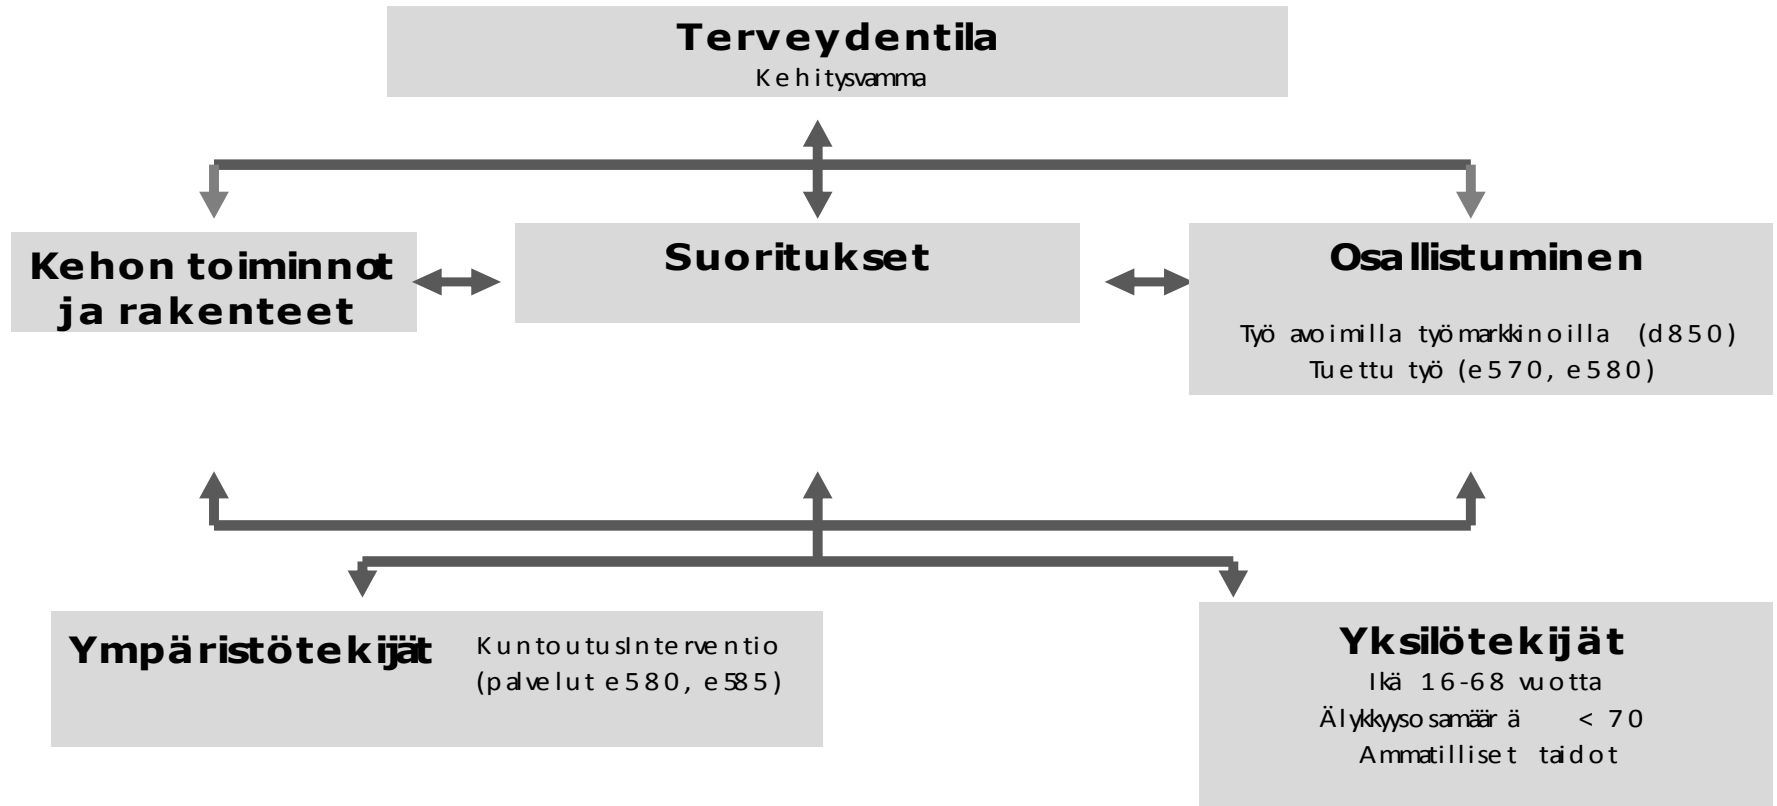 Terveydentila
Kehitysvamma
Kehon toiminnot
ja rakenteet
Suoritukset
Osallistuminen
Työ avoimilla työmarkkinoilla (d850)
Tuettu työ (e570, e580)
Ympäristötekijät
KuntoutusInterventio
(palvelut e580, e585)
Yksilötekijät
Ikä 16-68 vuotta
Älykkyysosamäärä < 70
Ammatilliset taidot